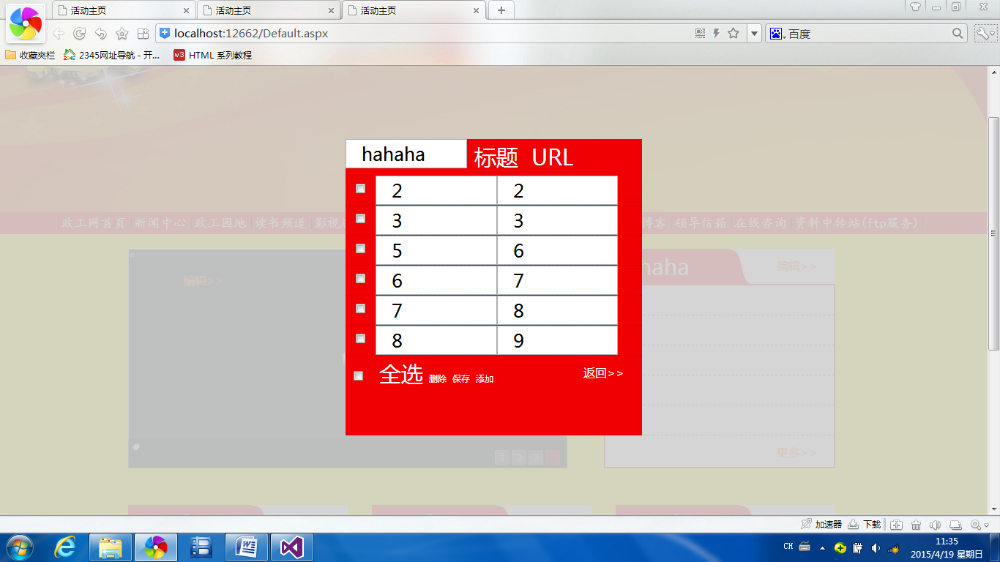 活动主页 活动主页 活动主页
localhost:12662/Default.aspx 百度
收藏夹栏 2345网址导航 - 开... HTML 系列教程
hahaha 标题 URL
2 2
3 3
政工网首页 新闻中心 政工园地 读书频道 影视 博客 领导信箱 在线咨询 资料中转站(ftp服务)
5 6
haha 编辑>>
编辑>>
6 7
7 8
8 9
全选 删除 保存 添加 返回>>
#
1 2 3 4
更多>>
加速器 下载
CH 11:35
2015/4/19 星期日